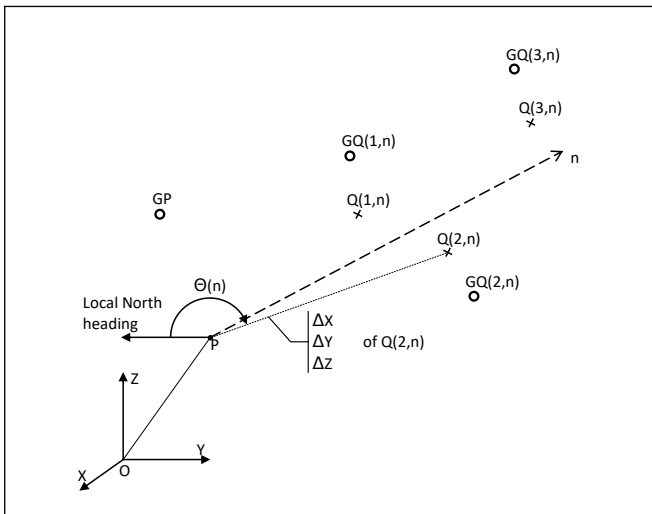 GQ(3,n)
Q(3,n)
GQ(1,n)
n
GP
Q(1,n)
Q(2,n)
Θ(n)
GQ(2,n)
Local North
heading
P
ΔX
ΔY of Q(2,n)
ΔZ
Z
Y
X
O